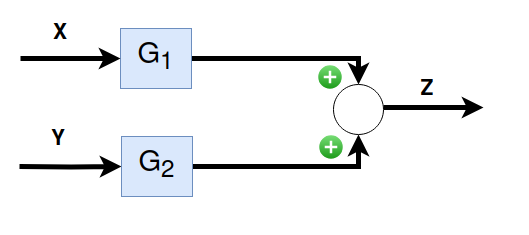 X
G₁
+
Z
Y
+
G₂